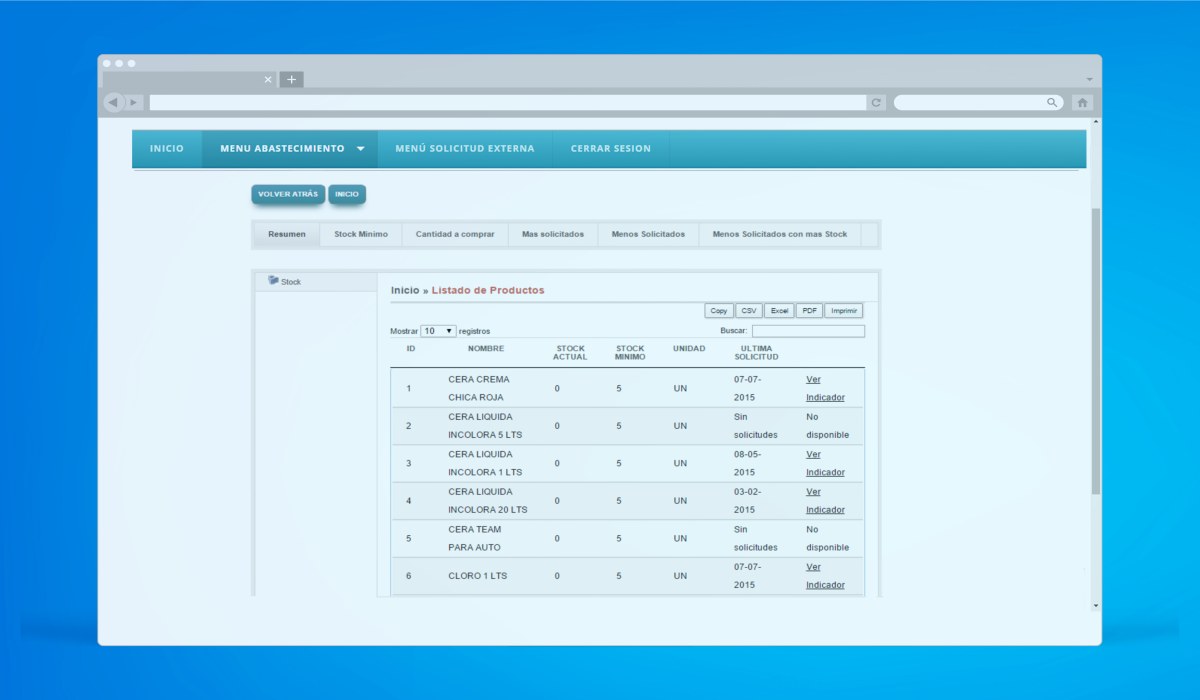 INICIO MENU ABASTECIMIENTO MENÚ SOLICITUD EXTERNA CERRAR SESION
VOLVER ATRÁS INICIO
Resumen Stock Minimo Cantidad a comprar Mas solicitados Menos Solicitados Menos Solicitados con mas Stock
Stock
Inicio » Listado de Productos
Copy CSV Excel PDF Imprimir
Mostrar 10 registros Buscar:
ID NOMBRE STOCK ACTUAL STOCK MINIMO UNIDAD ULTIMA SOLICITUD
1 CERA CREMA CHICA ROJA 0 5 UN 07-07-2015 Ver Indicador
2 CERA LIQUIDA INCOLORA 5 LTS 0 5 UN Sin solicitudes No disponible
3 CERA LIQUIDA INCOLORA 1 LTS 0 5 UN 08-05-2015 Ver Indicador
4 CERA LIQUIDA INCOLORA 20 LTS 0 5 UN 03-02-2015 Ver Indicador
5 CERA TEAM PARA AUTO 0 5 UN Sin solicitudes No disponible
6 CLORO 1 LTS 0 5 UN 07-07-2015 Ver Indicador